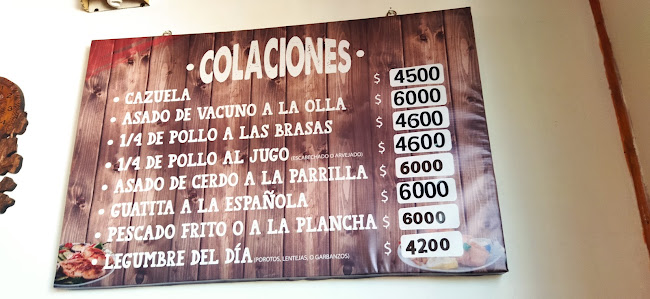 • COLACIONES •
• CAZUELA $ 4500
• ASADO DE VACUNO A LA OLLA $ 6000
• 1/4 DE POLLO A LAS BRASAS $ 4600
• 1/4 DE POLLO AL JUGO (ESCABECHADO O ARVEJADO) $ 4600
• ASADO DE CERDO A LA PARRILLA $ 6000
• GUATITA A LA ESPAÑOLA $ 6000
• PESCADO FRITO O A LA PLANCHA $ 6000
• LEGUMBRE DEL DÍA (POROTOS, LENTEJAS, O GARBANZOS) $ 4200